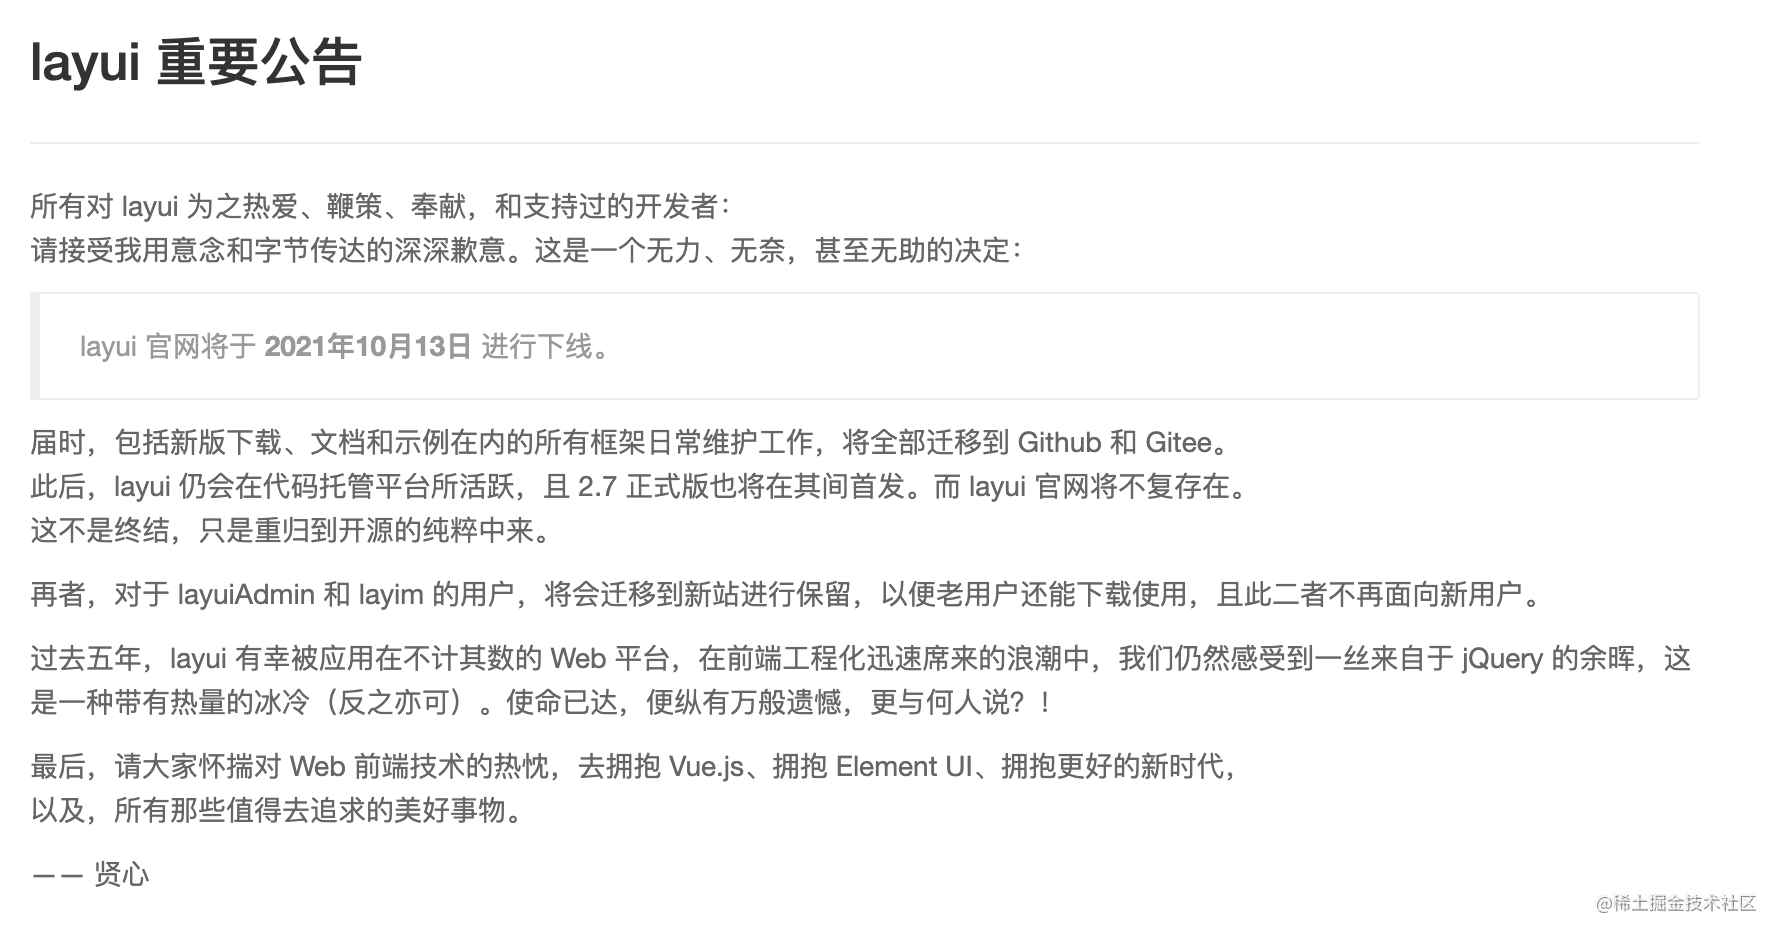 layui 重要公告
所有对 layui 为之热爱、鞭策、奉献，和支持过的开发者：
请接受我用意念和字节传达的深深歉意。这是一个无力、无奈，甚至无助的决定：
layui 官网将于 2021年10月13日 进行下线。
届时，包括新版下载、文档和示例在内的所有框架日常维护工作，将全部迁移到 Github 和 Gitee。
此后，layui 仍会在代码托管平台所活跃，且 2.7 正式版也将在其间首发。而 layui 官网将不复存在。
这不是终结，只是重归到开源的纯粹中来。
再者，对于 layuiAdmin 和 layim 的用户，将会迁移到新站进行保留，以便老用户还能下载使用，且此二者不再面向新用户。
过去五年，layui 有幸被应用在不计其数的 Web 平台，在前端工程化迅速席来的浪潮中，我们仍然感受到一丝来自于 jQuery 的余晖，这
是一种带有热量的冰冷（反之亦可）。使命已达，便纵有万般遗憾，更与何人说？！
最后，请大家怀揣对 Web 前端技术的热忱，去拥抱 Vue.js、拥抱 Element UI、拥抱更好的新时代，
以及，所有那些值得去追求的美好事物。
—— 贤心
@稀土掘金技术社区